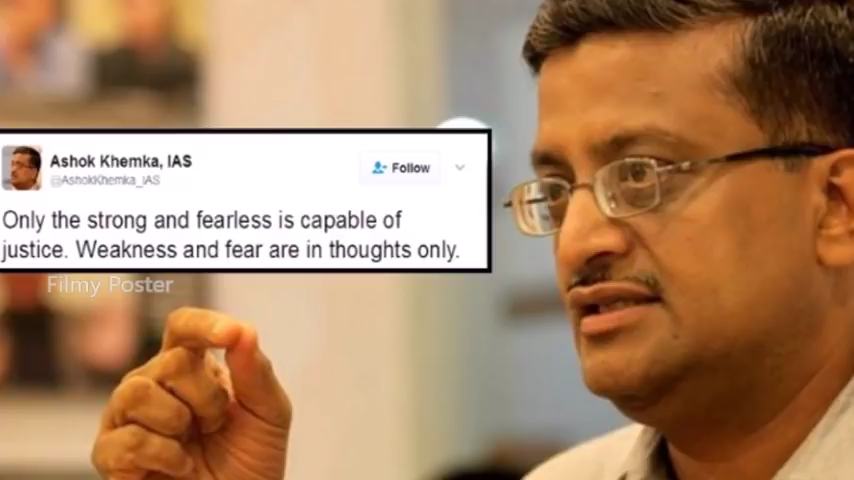 Ashok Khemka, IAS
@AshokKhemka_IAS
Follow
Only the strong and fearless is capable of
justice. Weakness and fear are in thoughts only.
Filmy Poster